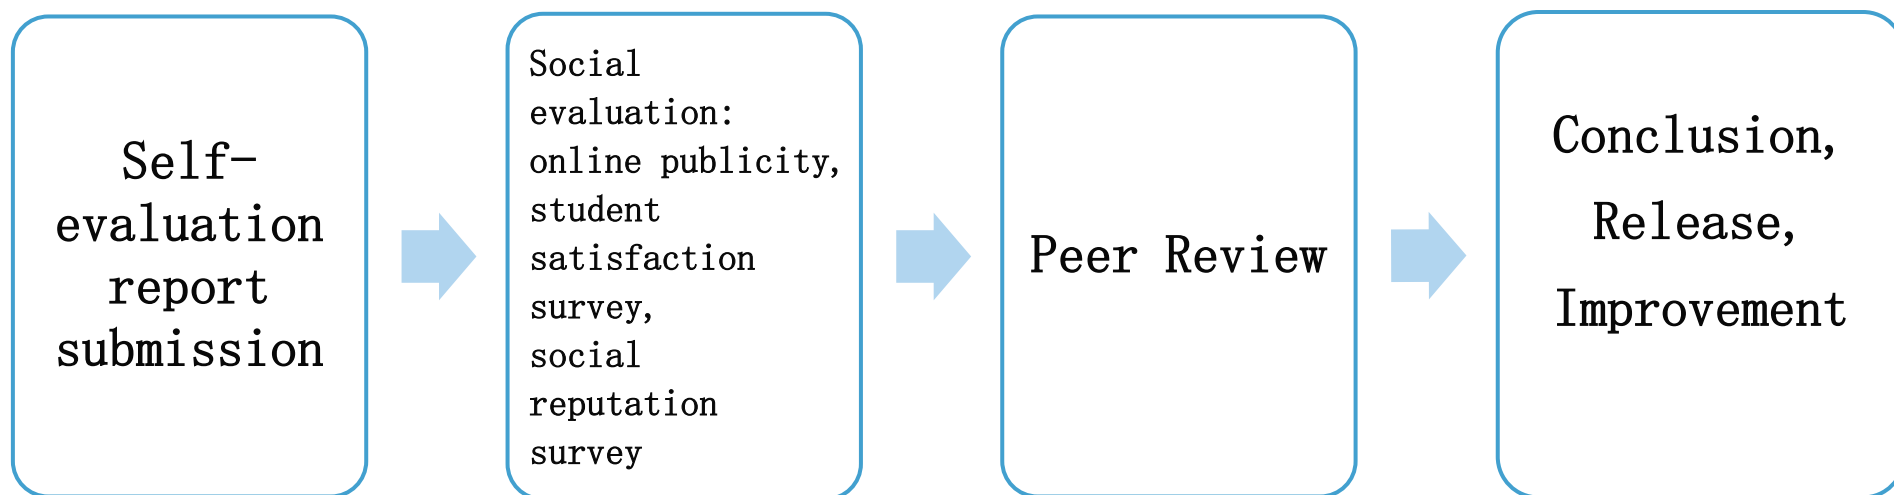 Self-
evaluation
report
submission
Social
evaluation:
online publicity,
student
satisfaction
survey,
social
reputation
survey
Peer Review
Conclusion,
Release,
Improvement